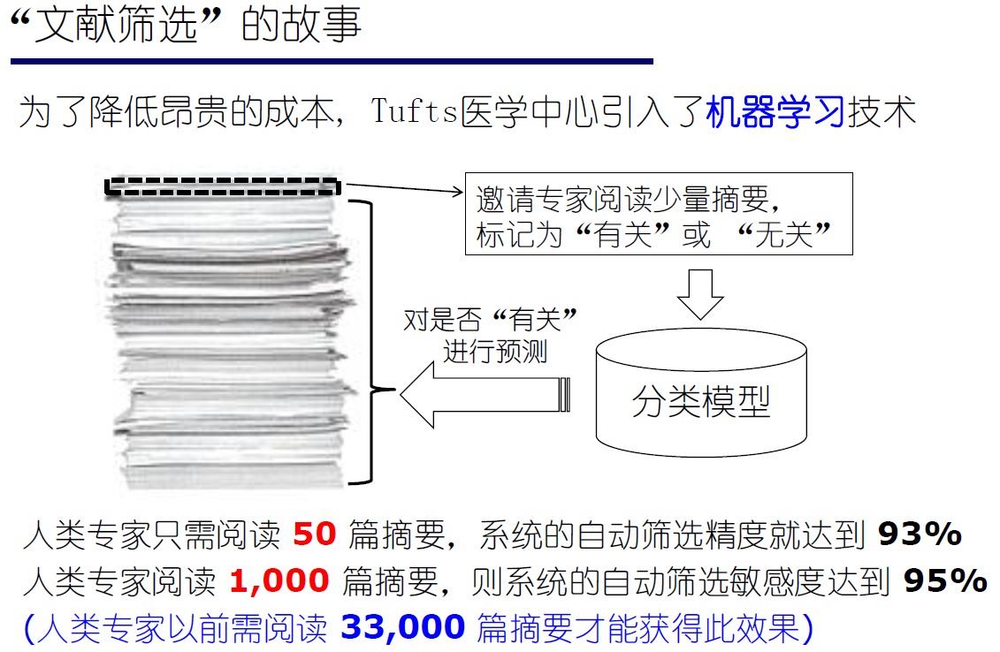 “文献筛选”的故事
为了降低昂贵的成本, Tufts医学中心引入了机器学习技术
邀请专家阅读少量摘要,
标记为“有关”或 “无关”
对是否“有关”
进行预测
分类模型
人类专家只需阅读 50 篇摘要，系统的自动筛选精度就达到 93%
人类专家阅读 1,000 篇摘要，则系统的自动筛选敏感度达到 95%
(人类专家以前需阅读 33,000 篇摘要才能获得此效果)